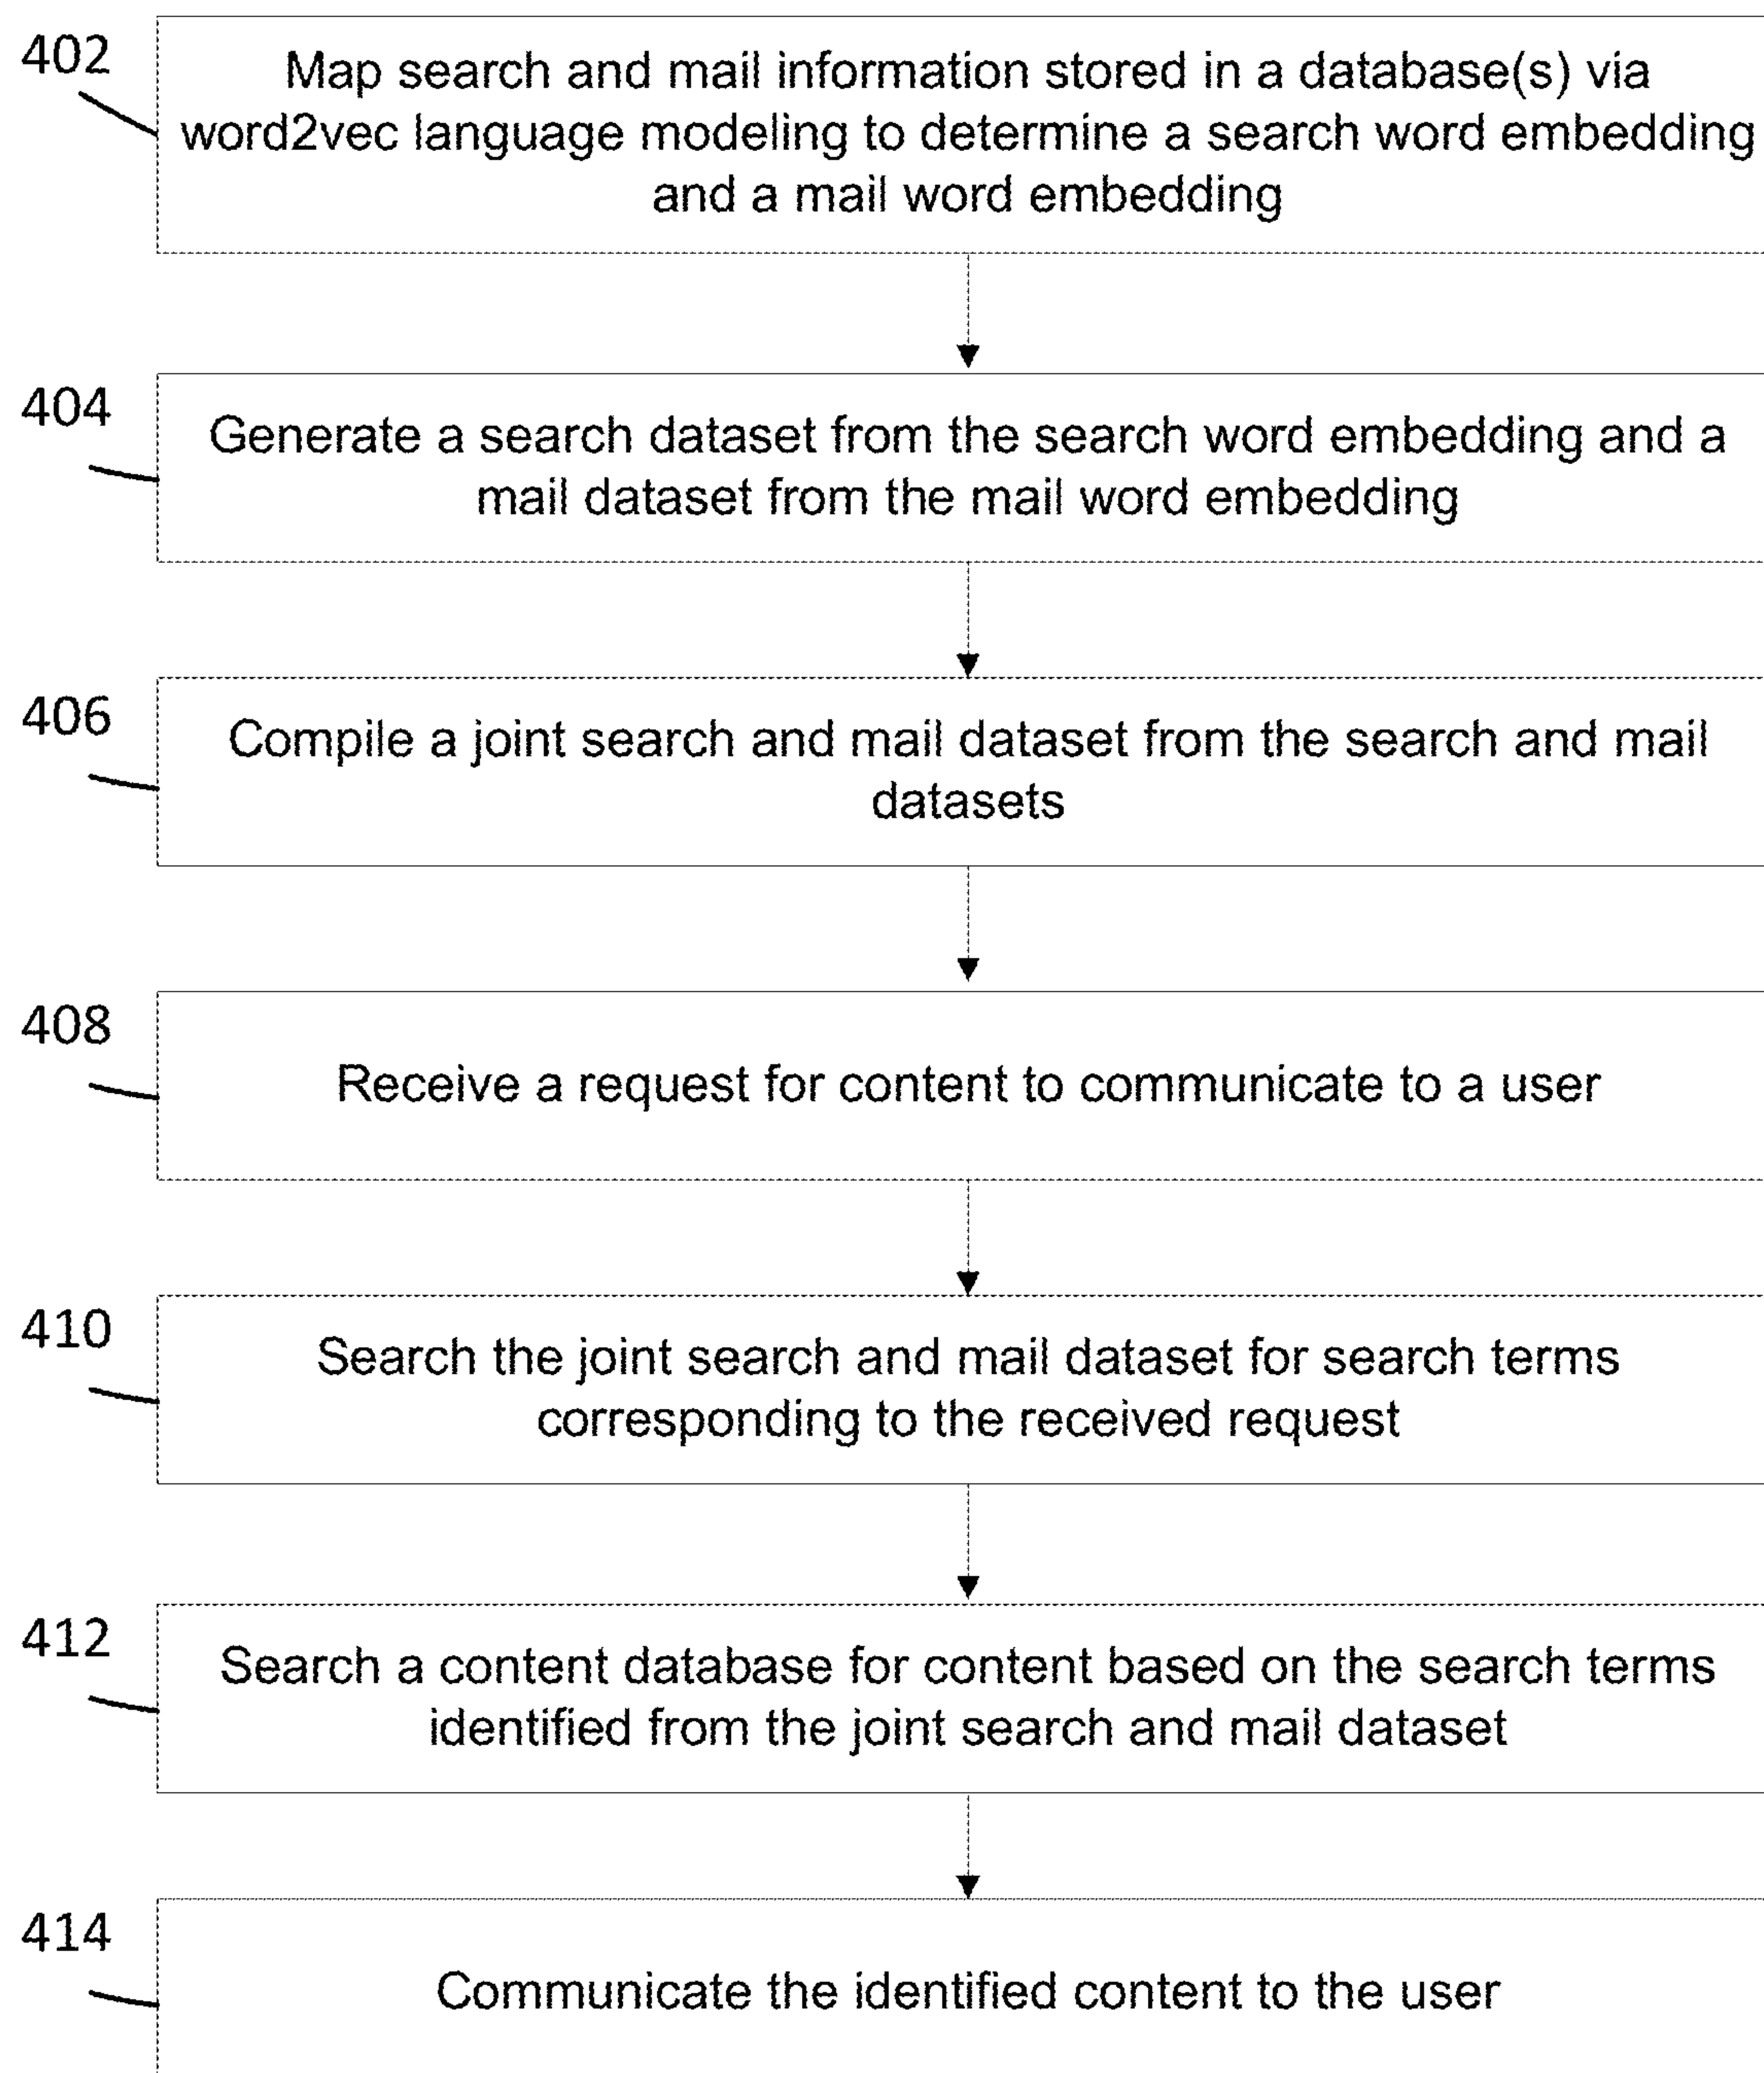 402
Map search and mail information stored in a database(s) via
word2vec language modeling to determine a search word embedding
and a mail word embedding
404
Generate a search dataset from the search word embedding and a
mail dataset from the mail word embedding
406
Compile a joint search and mail dataset from the search and mail
datasets
408
Receive a request for content to communicate to a user
410
Search the joint search and mail dataset for search terms
corresponding to the received request
412
Search a content database for content based on the search terms
identified from the joint search and mail dataset
414
Communicate the identified content to the user